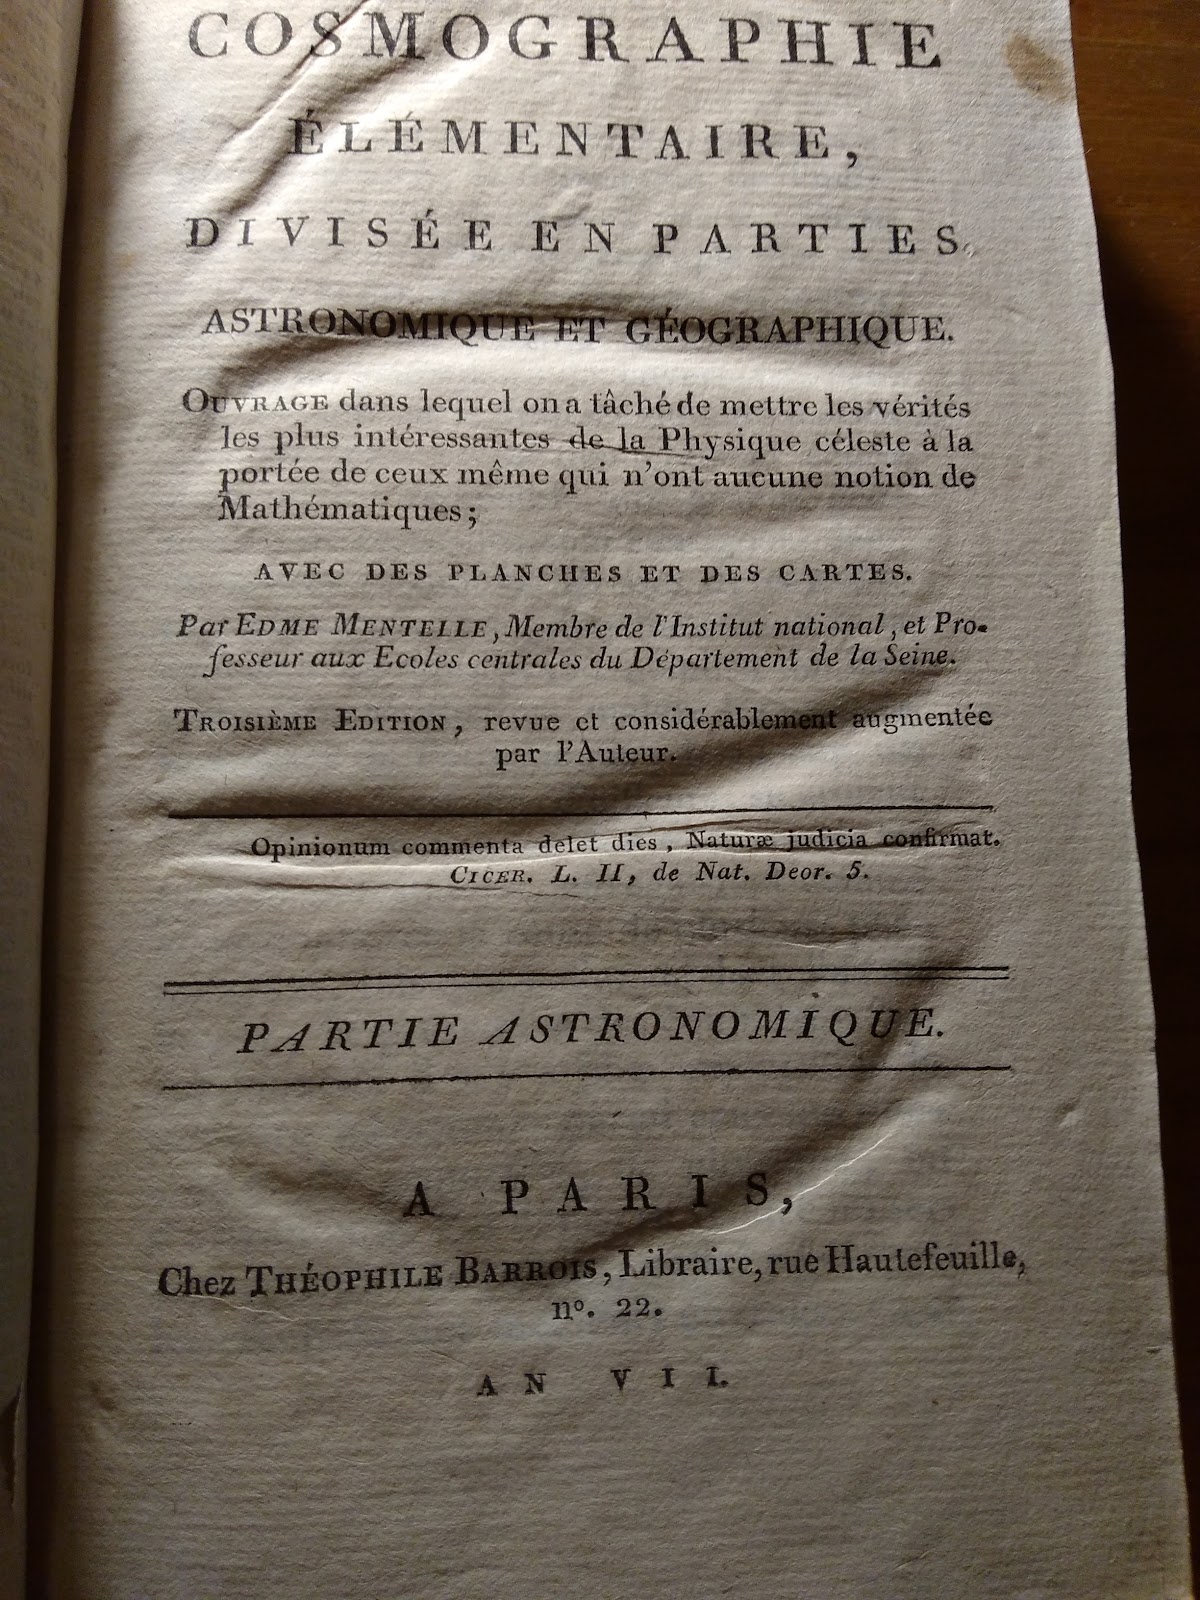 COSMOGRAPHIE
ÉLÉMENTAIRE,
DIVISÉE EN PARTIES
ASTRONOMIQUE ET GÉOGRAPHIQUE.
OUVRAGE dans lequel on a tâché de mettre les vérités
les plus intéressantes de la Physique céleste à la
portée de ceux même qui n'ont aucune notion de
Mathématiques;
AVEC DES PLANCHES ET DES CARTES.
Par EDME MENTELLE, Membre de l'Institut national, et Pro-
fesseur aux Ecoles centrales du Département de la Seine.
TROISIÈME EDITION, revue et considérablement augmentée
par l'Auteur.
Opinionum commenta delet dies, Naturæ judicia confirmat.
CICER. L. II, de Nat. Deor. 5.
PARTIE ASTRONOMIQUE.
A PARIS,
Chez THÉOPHILE BARROIS, Libraire, rue Hautefeuille,
nº. 22.
AN VII.